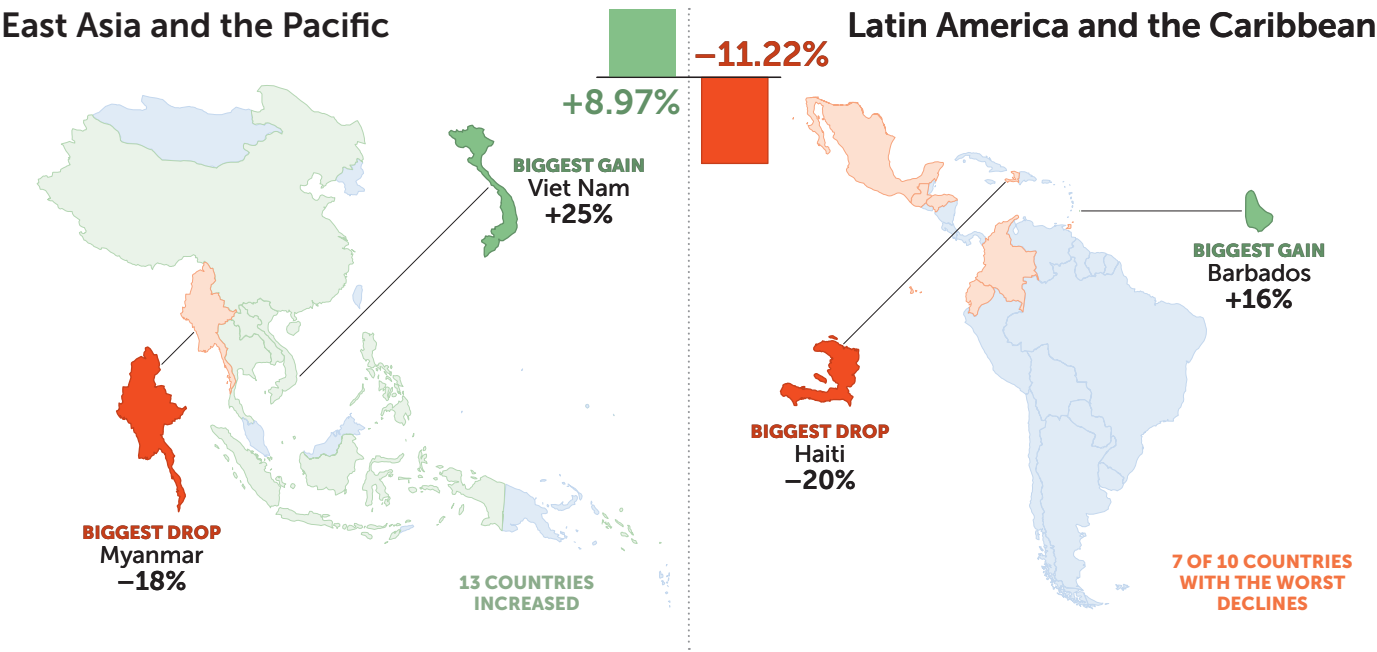 East Asia and the Pacific
+8.97%
BIGGEST GAIN
Viet Nam
+25%
BIGGEST DROP
Myanmar
–18%
13 COUNTRIES
INCREASED
Latin America and the Caribbean
–11.22%
BIGGEST GAIN
Barbados
+16%
BIGGEST DROP
Haiti
–20%
7 OF 10 COUNTRIES
WITH THE WORST
DECLINES